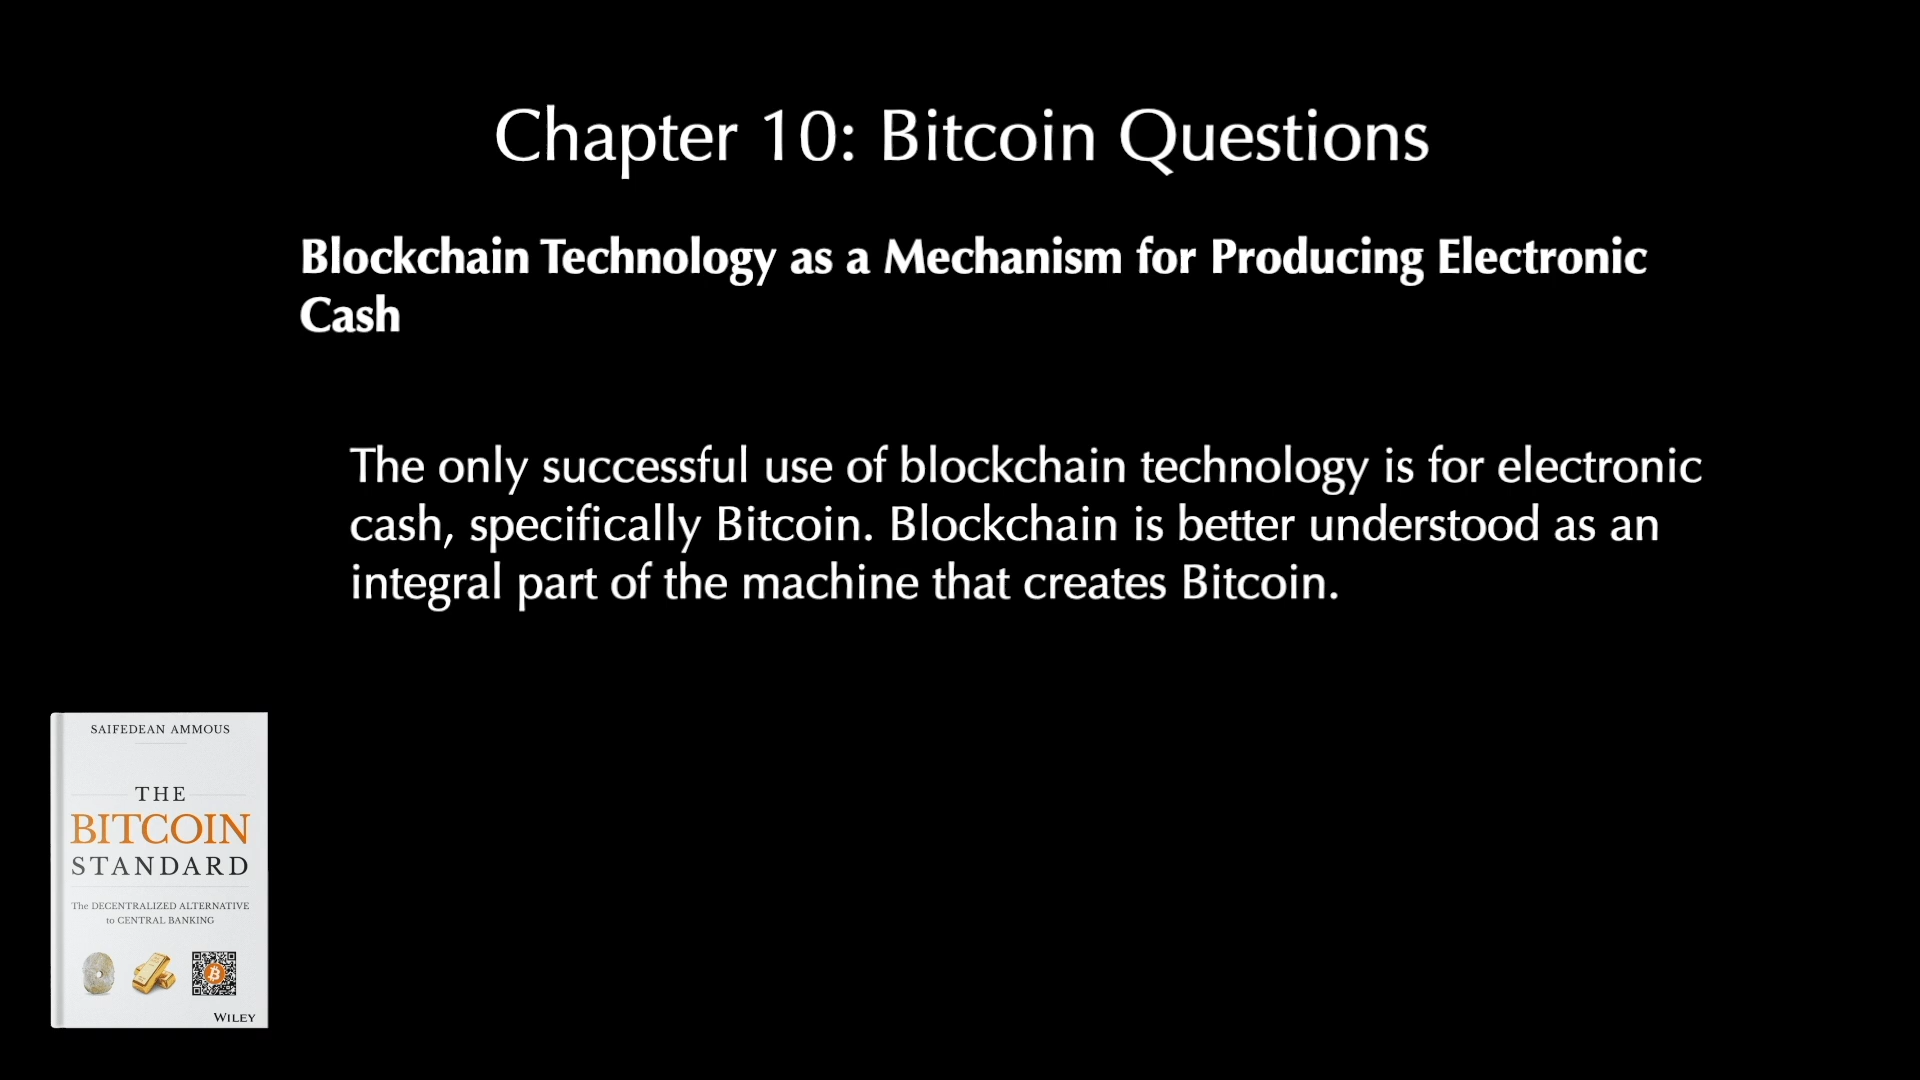 Chapter 10: Bitcoin Questions
Blockchain Technology as a Mechanism for Producing Electronic
Cash
The only successful use of blockchain technology is for electronic
cash, specifically Bitcoin. Blockchain is better understood as an
integral part of the machine that creates Bitcoin.
SAIFEDEAN AMMOUS
THE
BITCOIN
STANDARD
The DECENTRALIZED ALTERNATIVE
to CENTRAL BANKING
WILEY